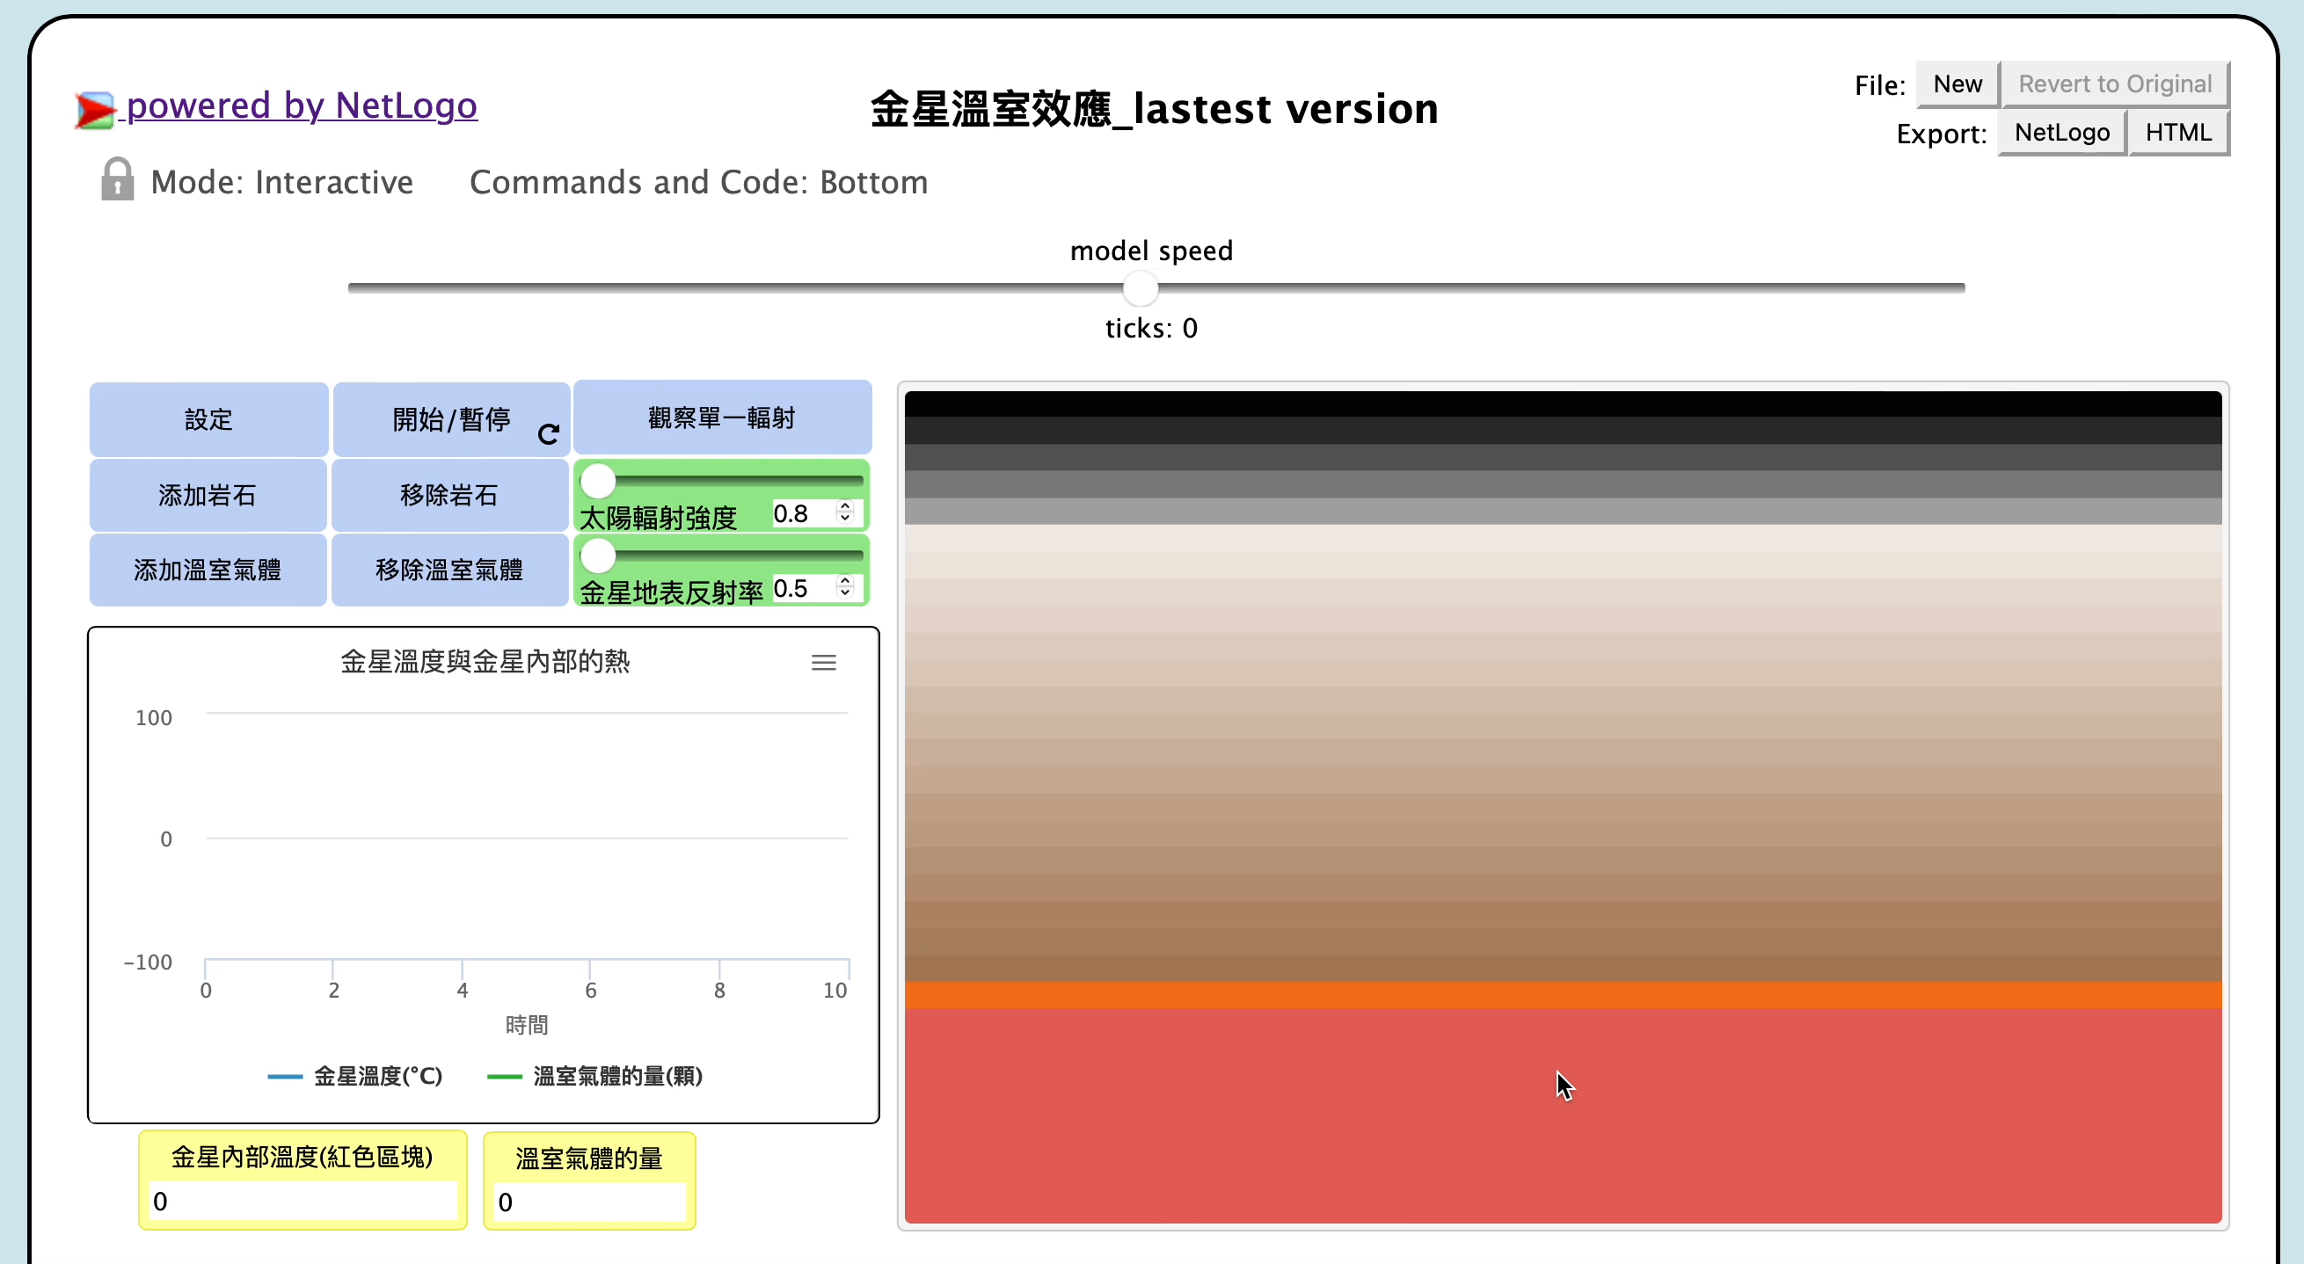 powered by NetLogo
金星溫室效應_lastest version
File: New Revert to Original
Export: NetLogo HTML
Mode: Interactive Commands and Code: Bottom
model speed
ticks: 0
設定 開始/暫停 觀察單一輻射
添加岩石 移除岩石
太陽輻射強度 0.8
添加溫室氣體 移除溫室氣體
金星地表反射率 0.5
金星溫度與金星內部的熱
100
0
-100
0 2 4 6 8 10
時間
金星溫度(°C) 溫室氣體的量(顆)
金星內部溫度(紅色區塊) 溫室氣體的量
0 0